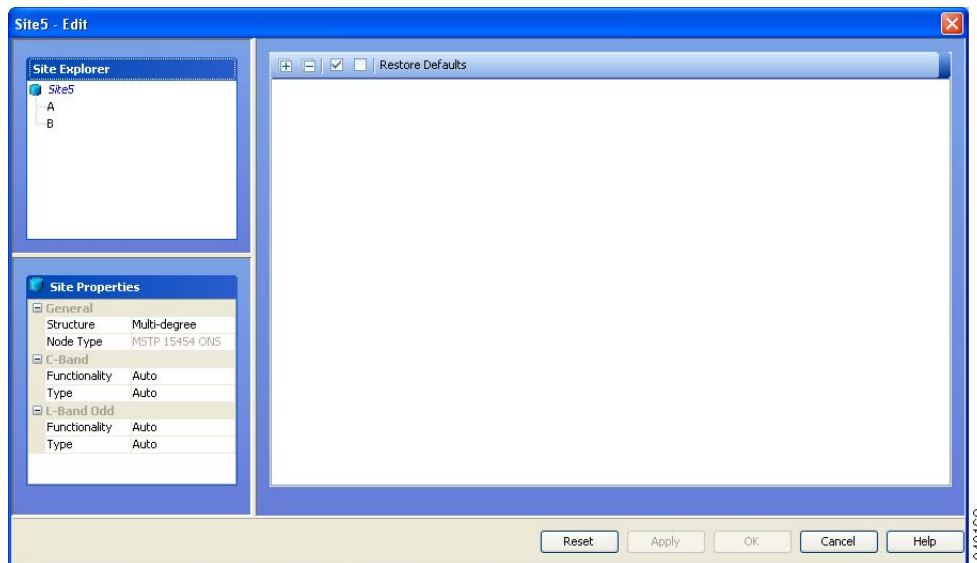 Site5 - Edit
Site Explorer
Site5
A
B
Restore Defaults
Site Properties
General
Structure Multi-degree
Node Type MSTP 15454 ONS
C-Band
Functionality Auto
Type Auto
L-Band Odd
Functionality Auto
Type Auto
Reset Apply OK Cancel Help